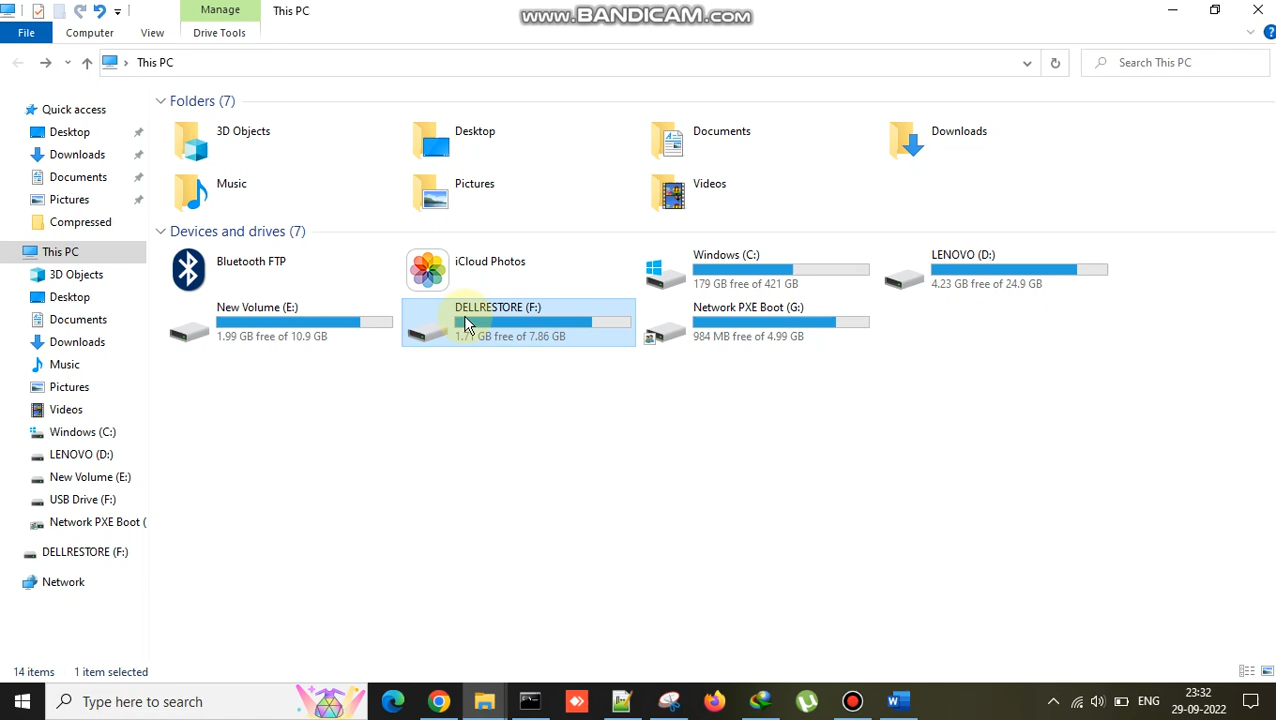 Manage
This PC
www.BANDICAM.com
File
Computer
View
Drive Tools
This PC
Search This PC
Quick access
Desktop
Downloads
Documents
Pictures
Compressed
This PC
3D Objects
Desktop
Documents
Downloads
Music
Pictures
Videos
Windows (C:)
LENOVO (D:)
New Volume (E:)
USB Drive (F:)
Network PXE Boot (
DELLRESTORE (F:)
Network
Folders (7)
3D Objects
Desktop
Documents
Downloads
Music
Pictures
Videos
Devices and drives (7)
Bluetooth FTP
iCloud Photos
Windows (C:)
179 GB free of 421 GB
LENOVO (D:)
4.23 GB free of 24.9 GB
New Volume (E:)
1.99 GB free of 10.9 GB
DELLRESTORE (F:)
1.71 GB free of 7.86 GB
Network PXE Boot (G:)
984 MB free of 4.99 GB
14 items
1 item selected
Type here to search
ENG
23:32
29-09-2022